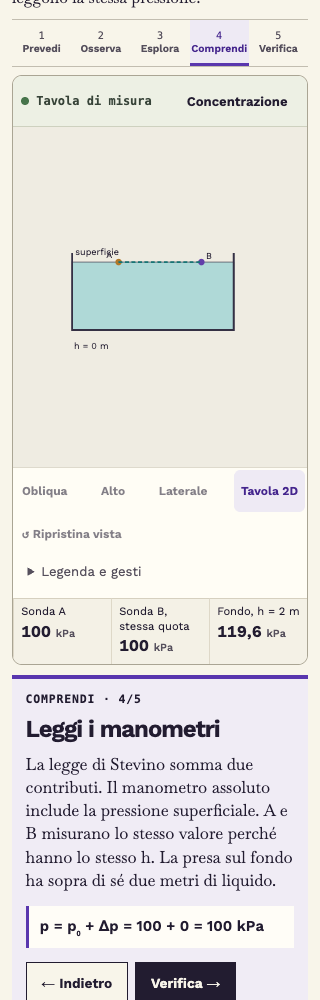 leggono la stessa pressione.
1 2 3 4 5
Prevedi Osserva Esplora Comprendi Verifica
Tavola di misura Concentrazione
superficie
A B
h = 0 m
Obliqua Alto Laterale Tavola 2D
↺ Ripristina vista
▶ Legenda e gesti
Sonda A
100 kPa
Sonda B,
stessa quota
100 kPa
Fondo, h = 2 m
119,6 kPa
COMPRENDI · 4/5
Leggi i manometri
La legge di Stevino somma due
contributi. Il manometro assoluto
include la pressione superficiale. A e
B misurano lo stesso valore perché
hanno lo stesso h. La presa sul fondo
ha sopra di sé due metri di liquido.
p = p₀ + Δp = 100 + 0 = 100 kPa
← Indietro Verifica →